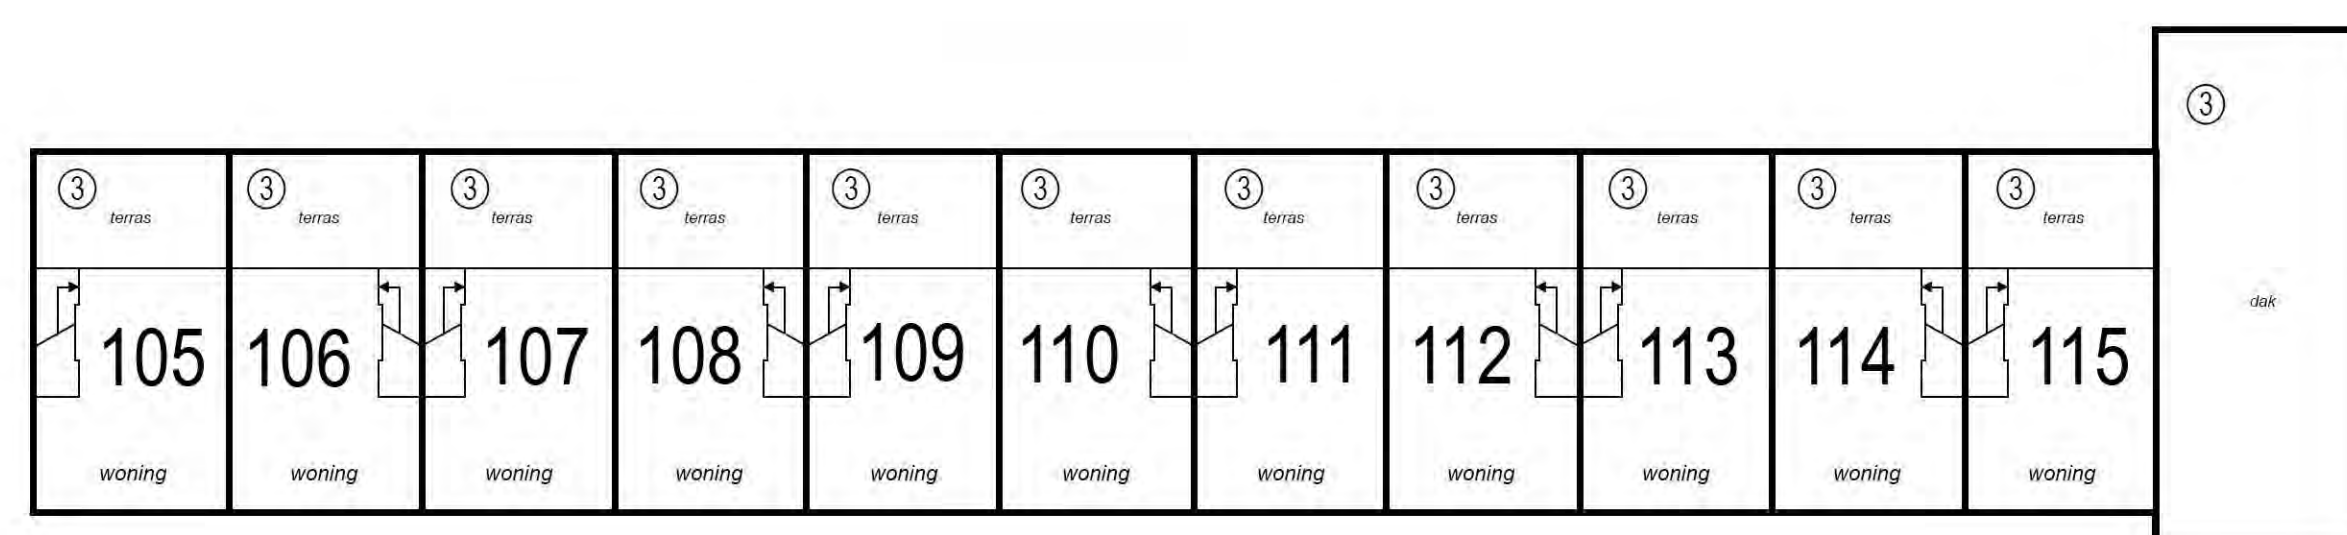 3
3 3 3 3 3 3 3 3 3 3 3
terras terras terras terras terras terras terras terras terras terras terras
dak
105 106 107 108 109 110 111 112 113 114 115
woning woning woning woning woning woning woning woning woning woning woning